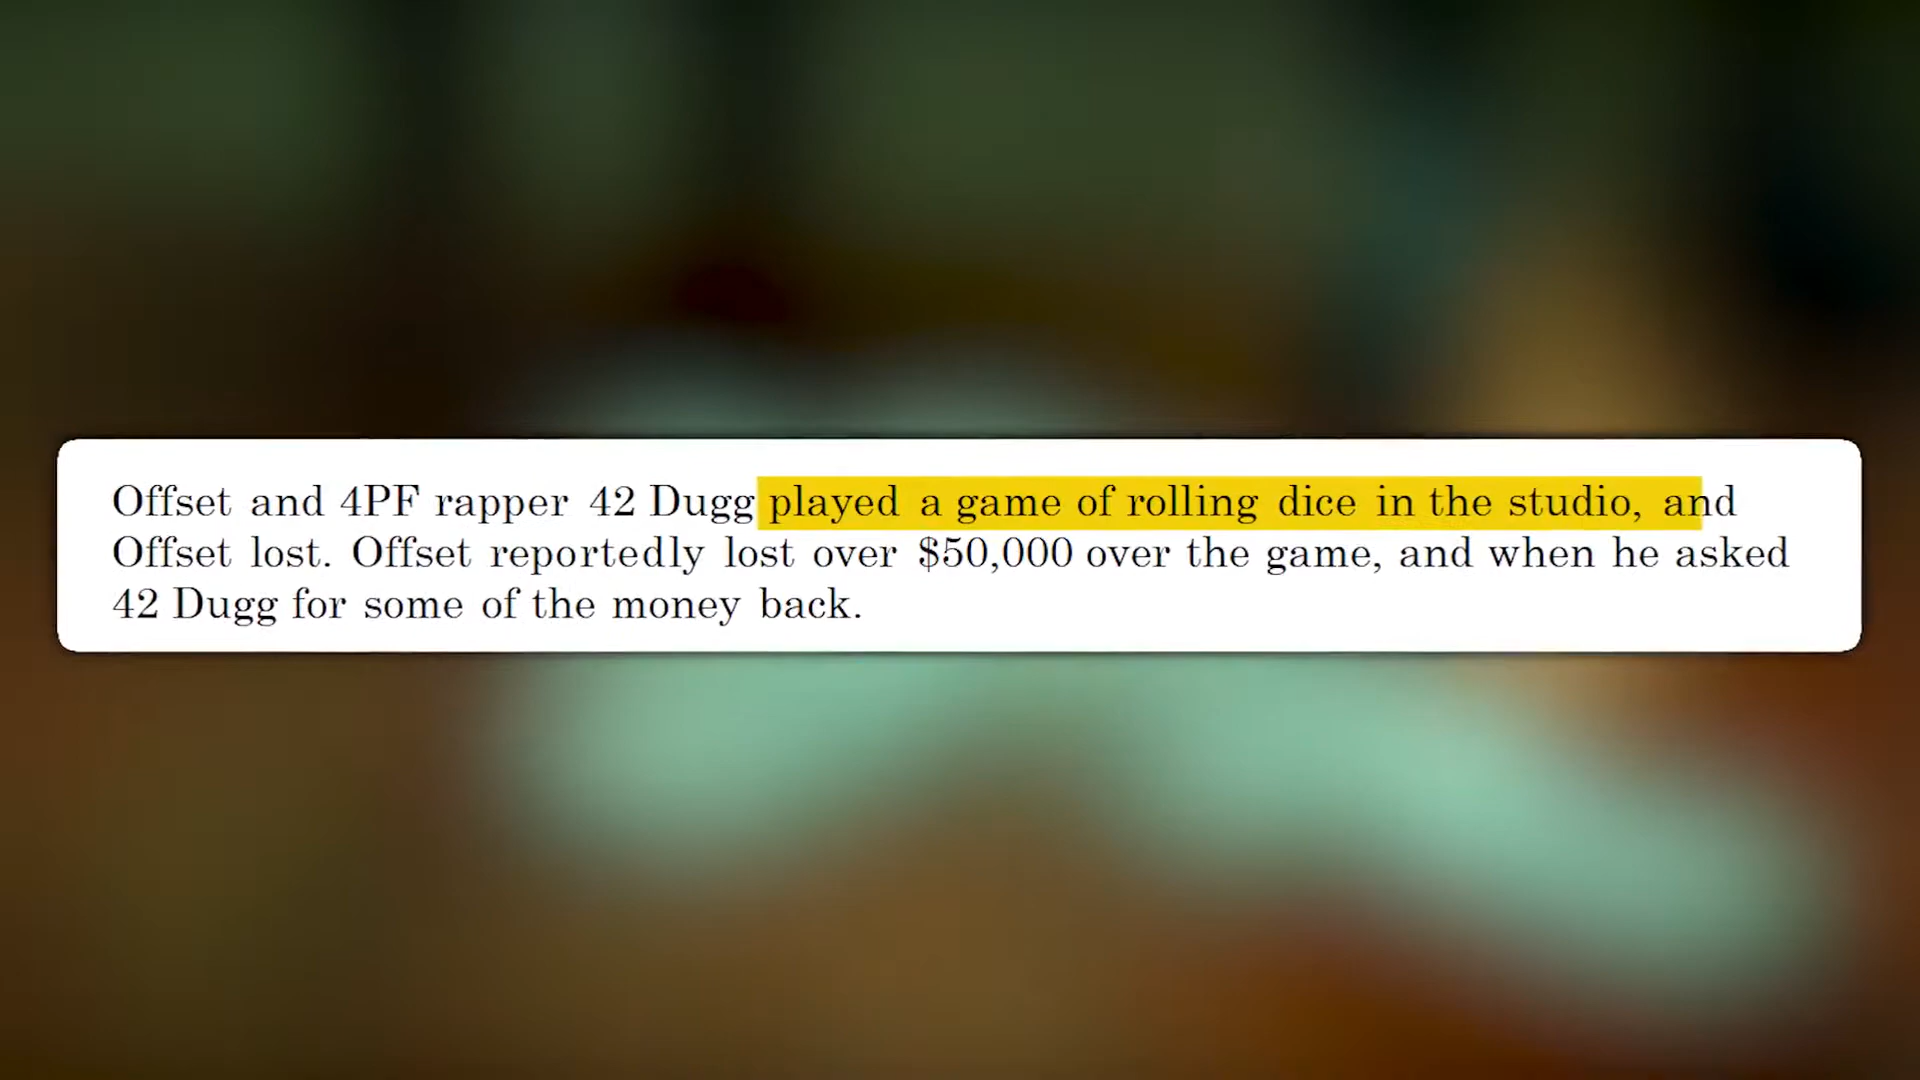 Offset and 4PF rapper 42 Dugg played a game of rolling dice in the studio, and
Offset lost. Offset reportedly lost over $50,000 over the game, and when he asked
42 Dugg for some of the money back.